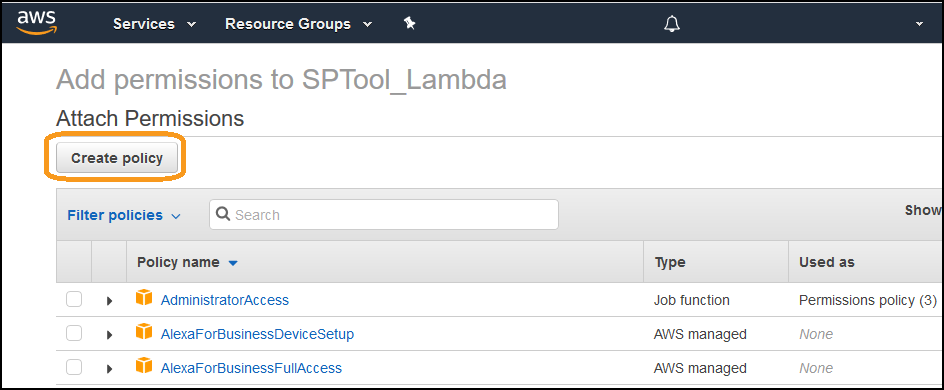 aws Services Resource Groups
Add permissions to SPTool_Lambda
Attach Permissions
Create policy
Filter policies Search Show
Policy name Type Used as
AdministratorAccess Job function Permissions policy (3)
AlexaForBusinessDeviceSetup AWS managed None
AlexaForBusinessFullAccess AWS managed None